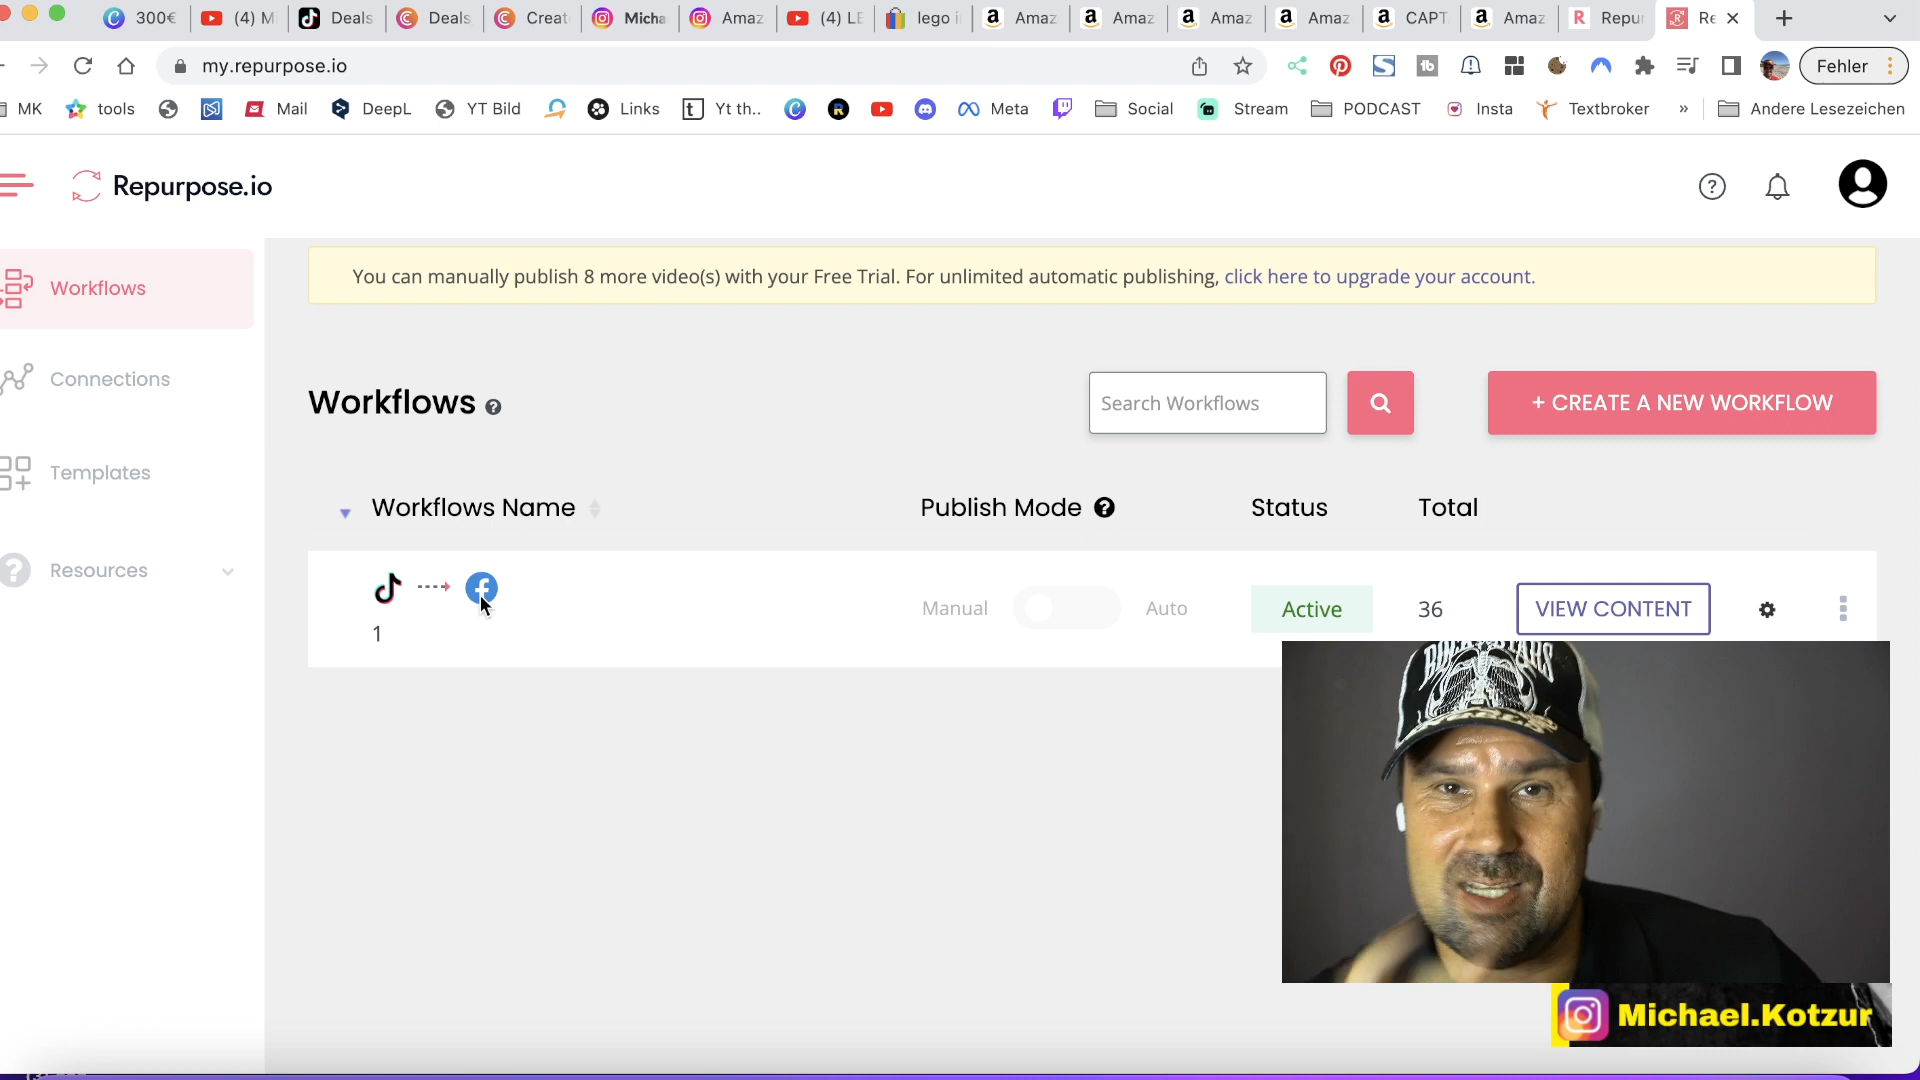 300€
(4) M
Deals
Deals
Creat
Micha
Amaz
(4) LE
lego i
Amaz
Amaz
Amaz
Amaz
CAPT
Amaz
Repur
Re
my.repurpose.io
Fehler
MK
tools
Mail
DeepL
YT Bild
Links
Yt th..
Meta
Social
Stream
PODCAST
Insta
Textbroker
»
Andere Lesezeichen
Repurpose.io
You can manually publish 8 more video(s) with your Free Trial. For unlimited automatic publishing, click here to upgrade your account.
Workflows
Connections
Templates
Resources
Workflows
Search Workflows
+ CREATE A NEW WORKFLOW
Workflows Name
Publish Mode
Status
Total
1
Manual
Auto
Active
36
VIEW CONTENT
Michael.Kotzur